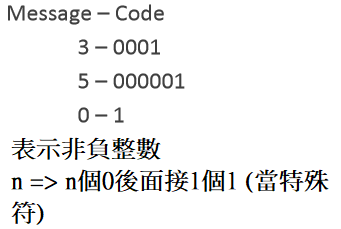 Message – Code
3 – 0001
5 – 000001
0 – 1
表示非負整數
n => n個0後面接1個1 (當特殊
符)